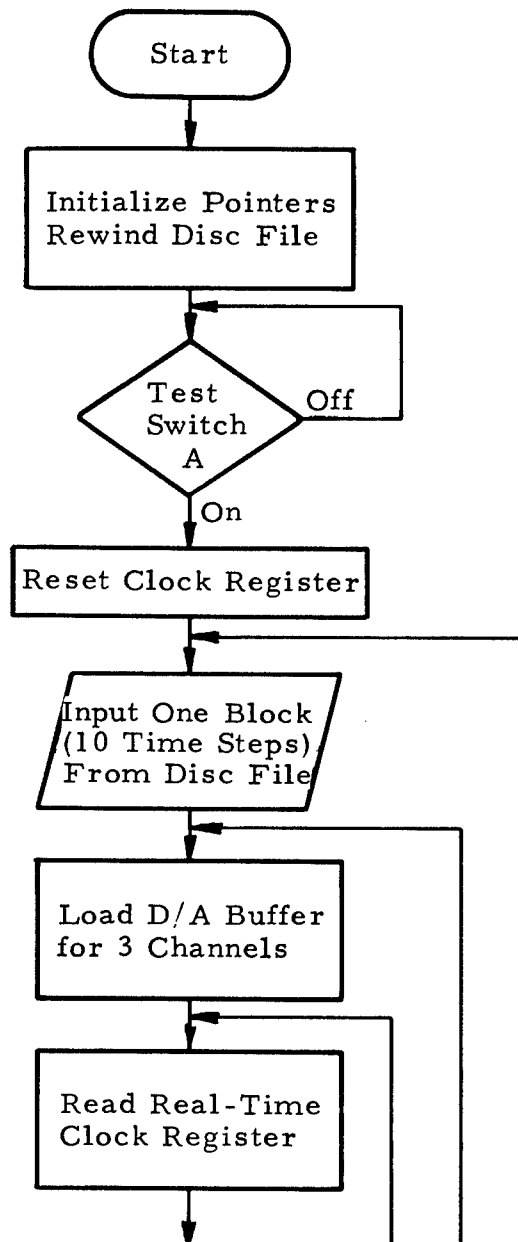 Start
Initialize Pointers
Rewind Disc File
Test
Switch
A
Off
On
Reset Clock Register
Input One Block
(10 Time Steps)
From Disc File
Load D/A Buffer
for 3 Channels
Read Real-Time
Clock Register